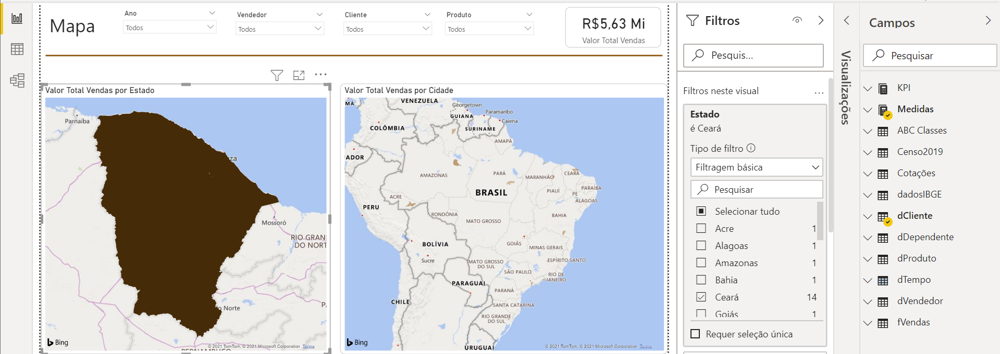 Mapa
Ano
Todos
Vendedor
Todos
Cliente
Todos
Produto
Todos
R$5,63 Mi
Valor Total Vendas
Valor Total Vendas por Estado
Parnaíba
za
Mossoró
RIO GRANDE
DO NORT
o Norte
Bing
© 2021 TomTom, © 2021 Microsoft Corporation Terms
PERNAMBUCO
Valor Total Vendas por Cidade
MÁ
VENEZUELA
Georgetown
Paramaribo
GUIANA
Caiena
COLÔMBIA
SURINAME
AMAPÁ
ADOR
AMAZONAS
PARÁ
MARANHÃO
CEARÁ
BRASIL
PIAUÍ
PARAÍBA
PE
ACRE
ALAGOAS
PERU
RONDÔNIA
BAHIA
MATO GROSSO
BOLÍVIA
GOIÁS
MINAS GERAIS
Sucre
MATO GROSSO
DO SUL
ESPÍRITO SANTO
SÃO PAULO
RIO DE
JANEIRO
PARAGUAI
PARANÁ
CHILE
SANTA CATARINA
RIO GRANDE
DO SUL
URUGUAI
Bing
© 2021 TomTom, © 2021 Microsoft Corporation Terms
Filtros
Pesquis...
Filtros neste visual
...
Estado
é Ceará
Tipo de filtro
Filtragem básica
Pesquisar
Selecionar tudo
Acre 1
Alagoas 1
Amazonas 1
Bahia 1
Ceará 14
Goiás 1
Requer seleção única
Visualizações
Campos
Pesquisar
KPI
Medidas
ABC Classes
Censo2019
Cotações
dadosIBGE
dCliente
dDependente
dProduto
dTempo
dVendedor
fVendas